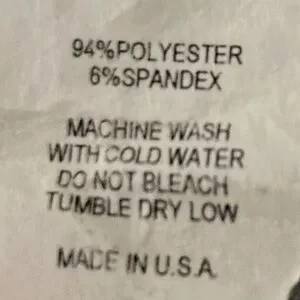 94%POLYESTER
6%SPANDEX
MACHINE WASH
WITH COLD WATER
DO NOT BLEACH
TUMBLE DRY LOW
MADE IN U.S.A.